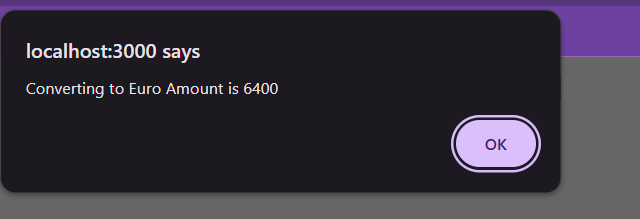 localhost:3000 says
Converting to Euro Amount is 6400
OK